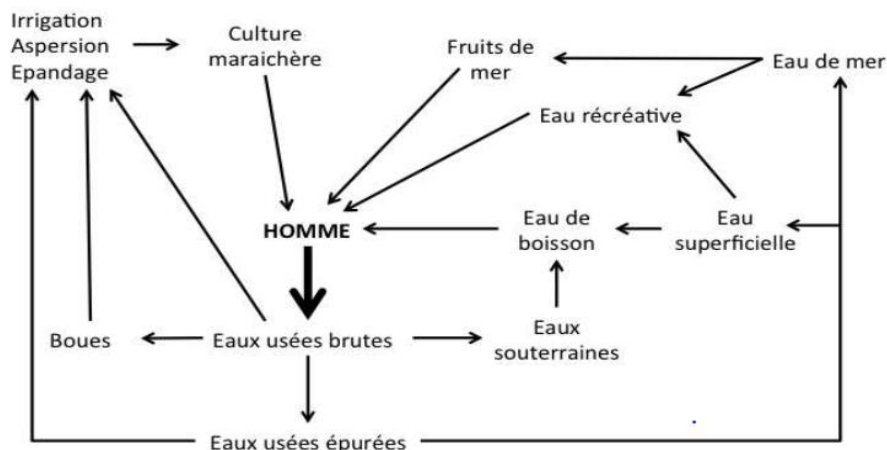 Irrigation
Aspersion
Epandage
Culture
maraichère
Fruits de
mer
Eau de mer
Eau récréative
HOMME
Eau de
boisson
Eau
superficielle
Boues
Eaux usées brutes
Eaux
souterraines
Eaux usées épurées